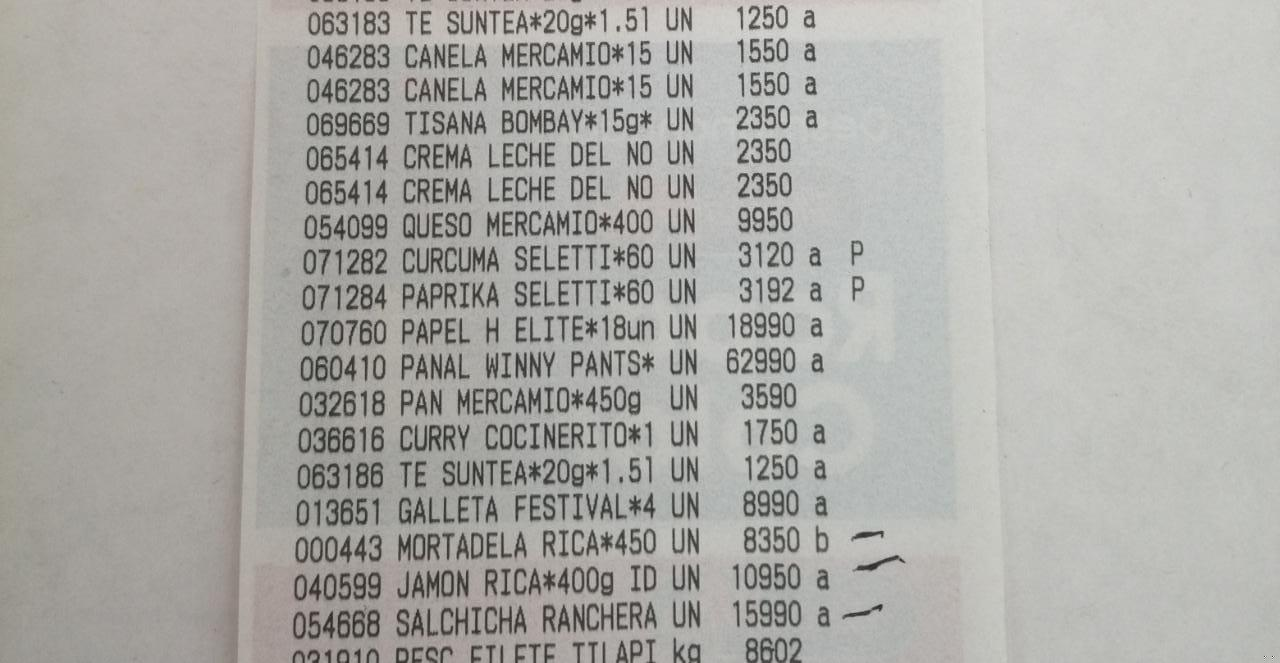 063183 TE SUNTEA*20g*1.5l UN 1250 a
046283 CANELA MERCAMIO*15 UN 1550 a
046283 CANELA MERCAMIO*15 UN 1550 a
069669 TISANA BOMBAY*15g* UN 2350 a
065414 CREMA LECHE DEL NO UN 2350
065414 CREMA LECHE DEL NO UN 2350
054099 QUESO MERCAMIO*400 UN 9950
071282 CURCUMA SELETTI*60 UN 3120 a P
071284 PAPRIKA SELETTI*60 UN 3192 a P
070760 PAPEL H ELITE*18un UN 18990 a
060410 PANAL WINNY PANTS* UN 62990 a
032618 PAN MERCAMIO*450g UN 3590
036616 CURRY COCINERITO*1 UN 1750 a
063186 TE SUNTEA*20g*1.5l UN 1250 a
013651 GALLETA FESTIVAL*4 UN 8990 a
000443 MORTADELA RICA*450 UN 8350 b
040599 JAMON RICA*400g ID UN 10950 a
054668 SALCHICHA RANCHERA UN 15990 a
031910 PESC FILETE TILAPI kg 8602